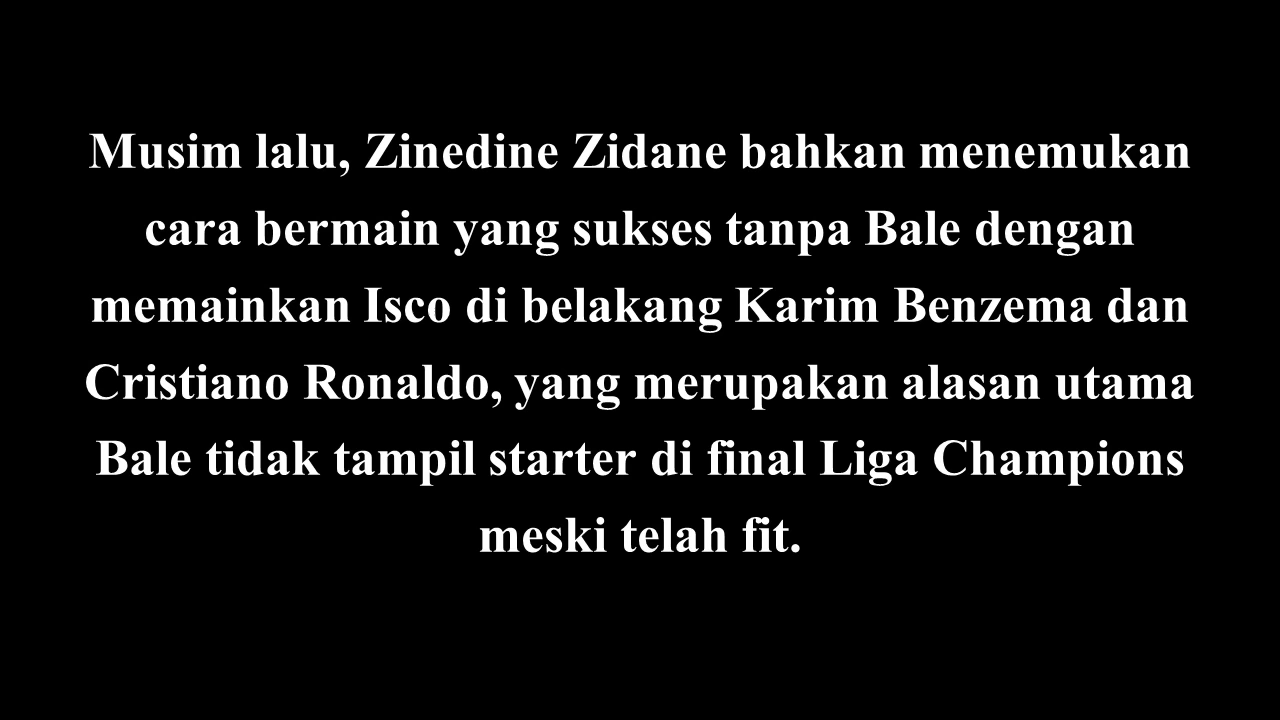 Musim lalu, Zinedine Zidane bahkan menemukan
cara bermain yang sukses tanpa Bale dengan
memainkan Isco di belakang Karim Benzema dan
Cristiano Ronaldo, yang merupakan alasan utama
Bale tidak tampil starter di final Liga Champions
meski telah fit.